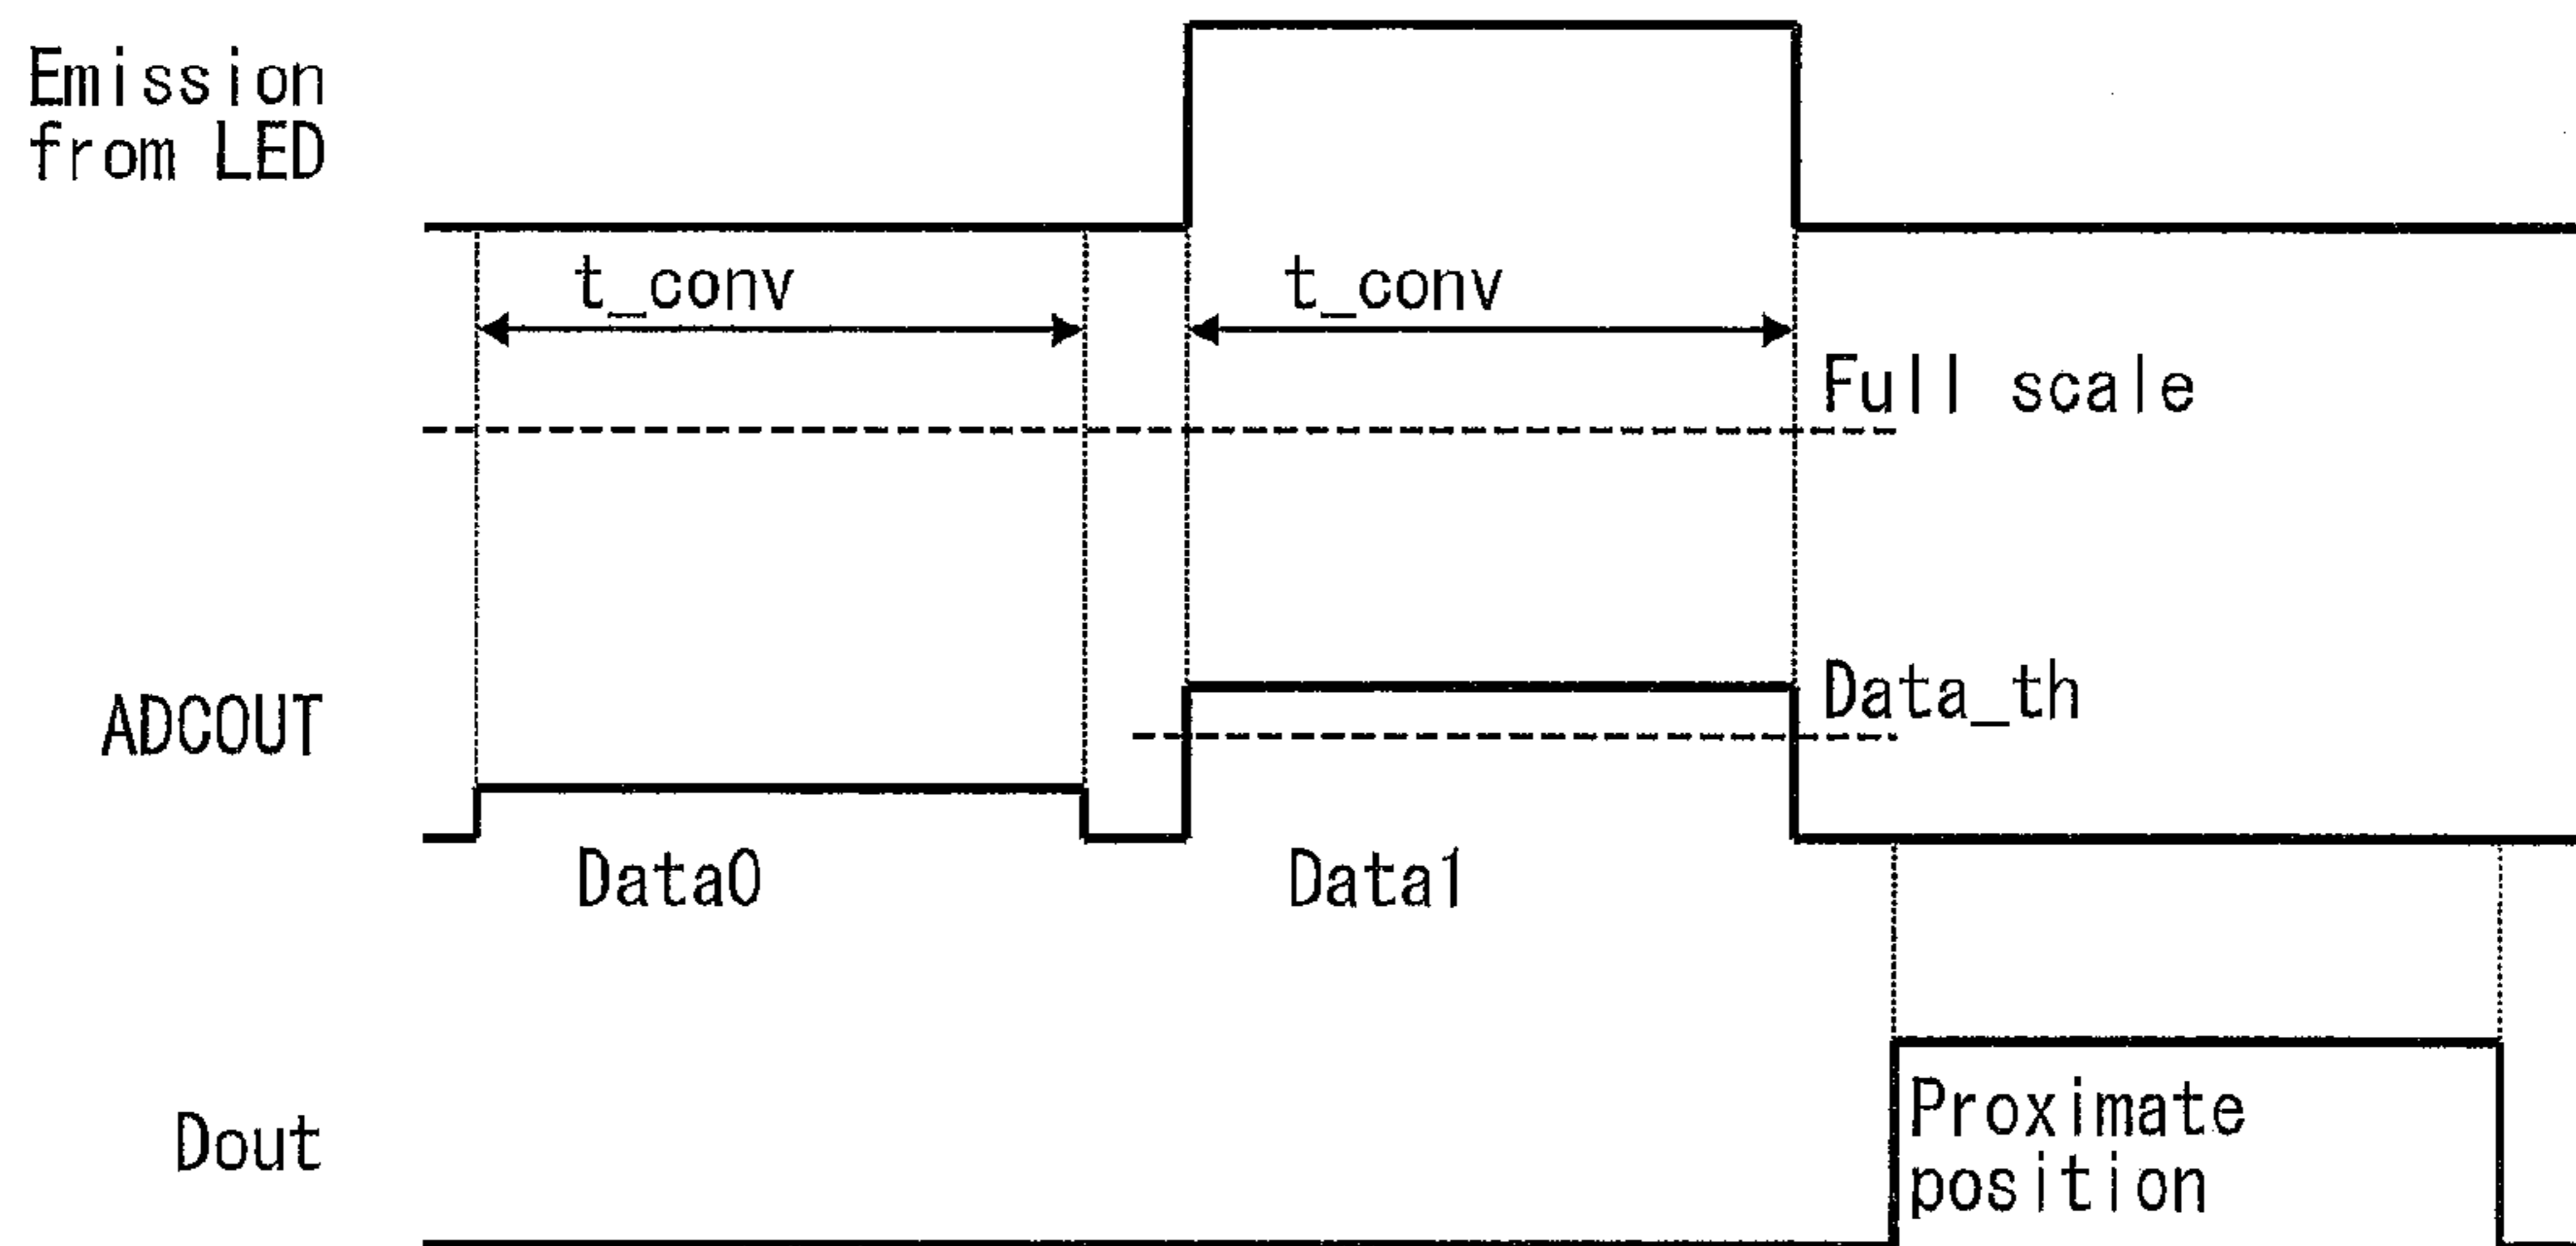 Emission
from LED
t_conv
t_conv
Full scale
Data_th
ADCOUT
Data0
Data1
Dout
Proximate
position